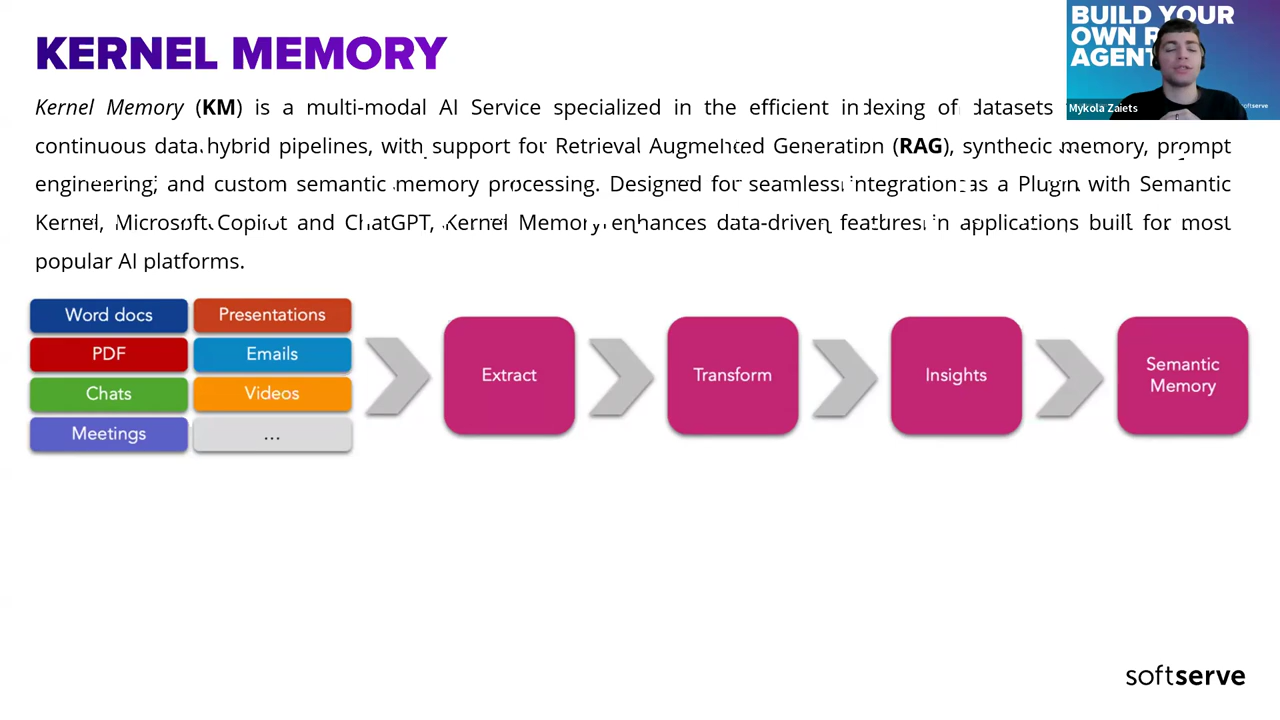 KERNEL MEMORY
BUILD YOUR
OWN R
AGENT
Mykola Zaiets
softserve
Kernel Memory (KM) is a multi-modal AI Service specialized in the efficient indexing of datasets
continuous data hybrid pipelines, with support for Retrieval Augmented Generation (RAG), synthetic memory, prompt
engineering, and custom semantic memory processing. Designed for seamless integration as a Plugin with Semantic
Kernel, Microsoft Copilot and ChatGPT, Kernel Memory enhances data-driven features in applications built for most
popular AI platforms.
Word docs
Presentations
PDF
Emails
Chats
Videos
Meetings
...
Extract
Transform
Insights
Semantic
Memory
softserve